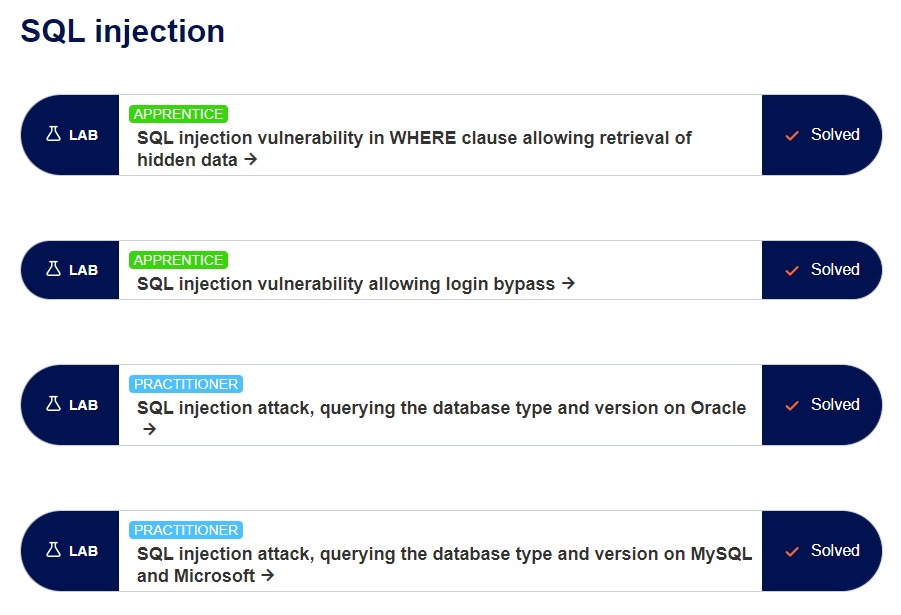 SQL injection
LAB
APPRENTICE
SQL injection vulnerability in WHERE clause allowing retrieval of
hidden data →
Solved
LAB
APPRENTICE
SQL injection vulnerability allowing login bypass →
Solved
LAB
PRACTITIONER
SQL injection attack, querying the database type and version on Oracle
→
Solved
LAB
PRACTITIONER
SQL injection attack, querying the database type and version on MySQL
and Microsoft →
Solved